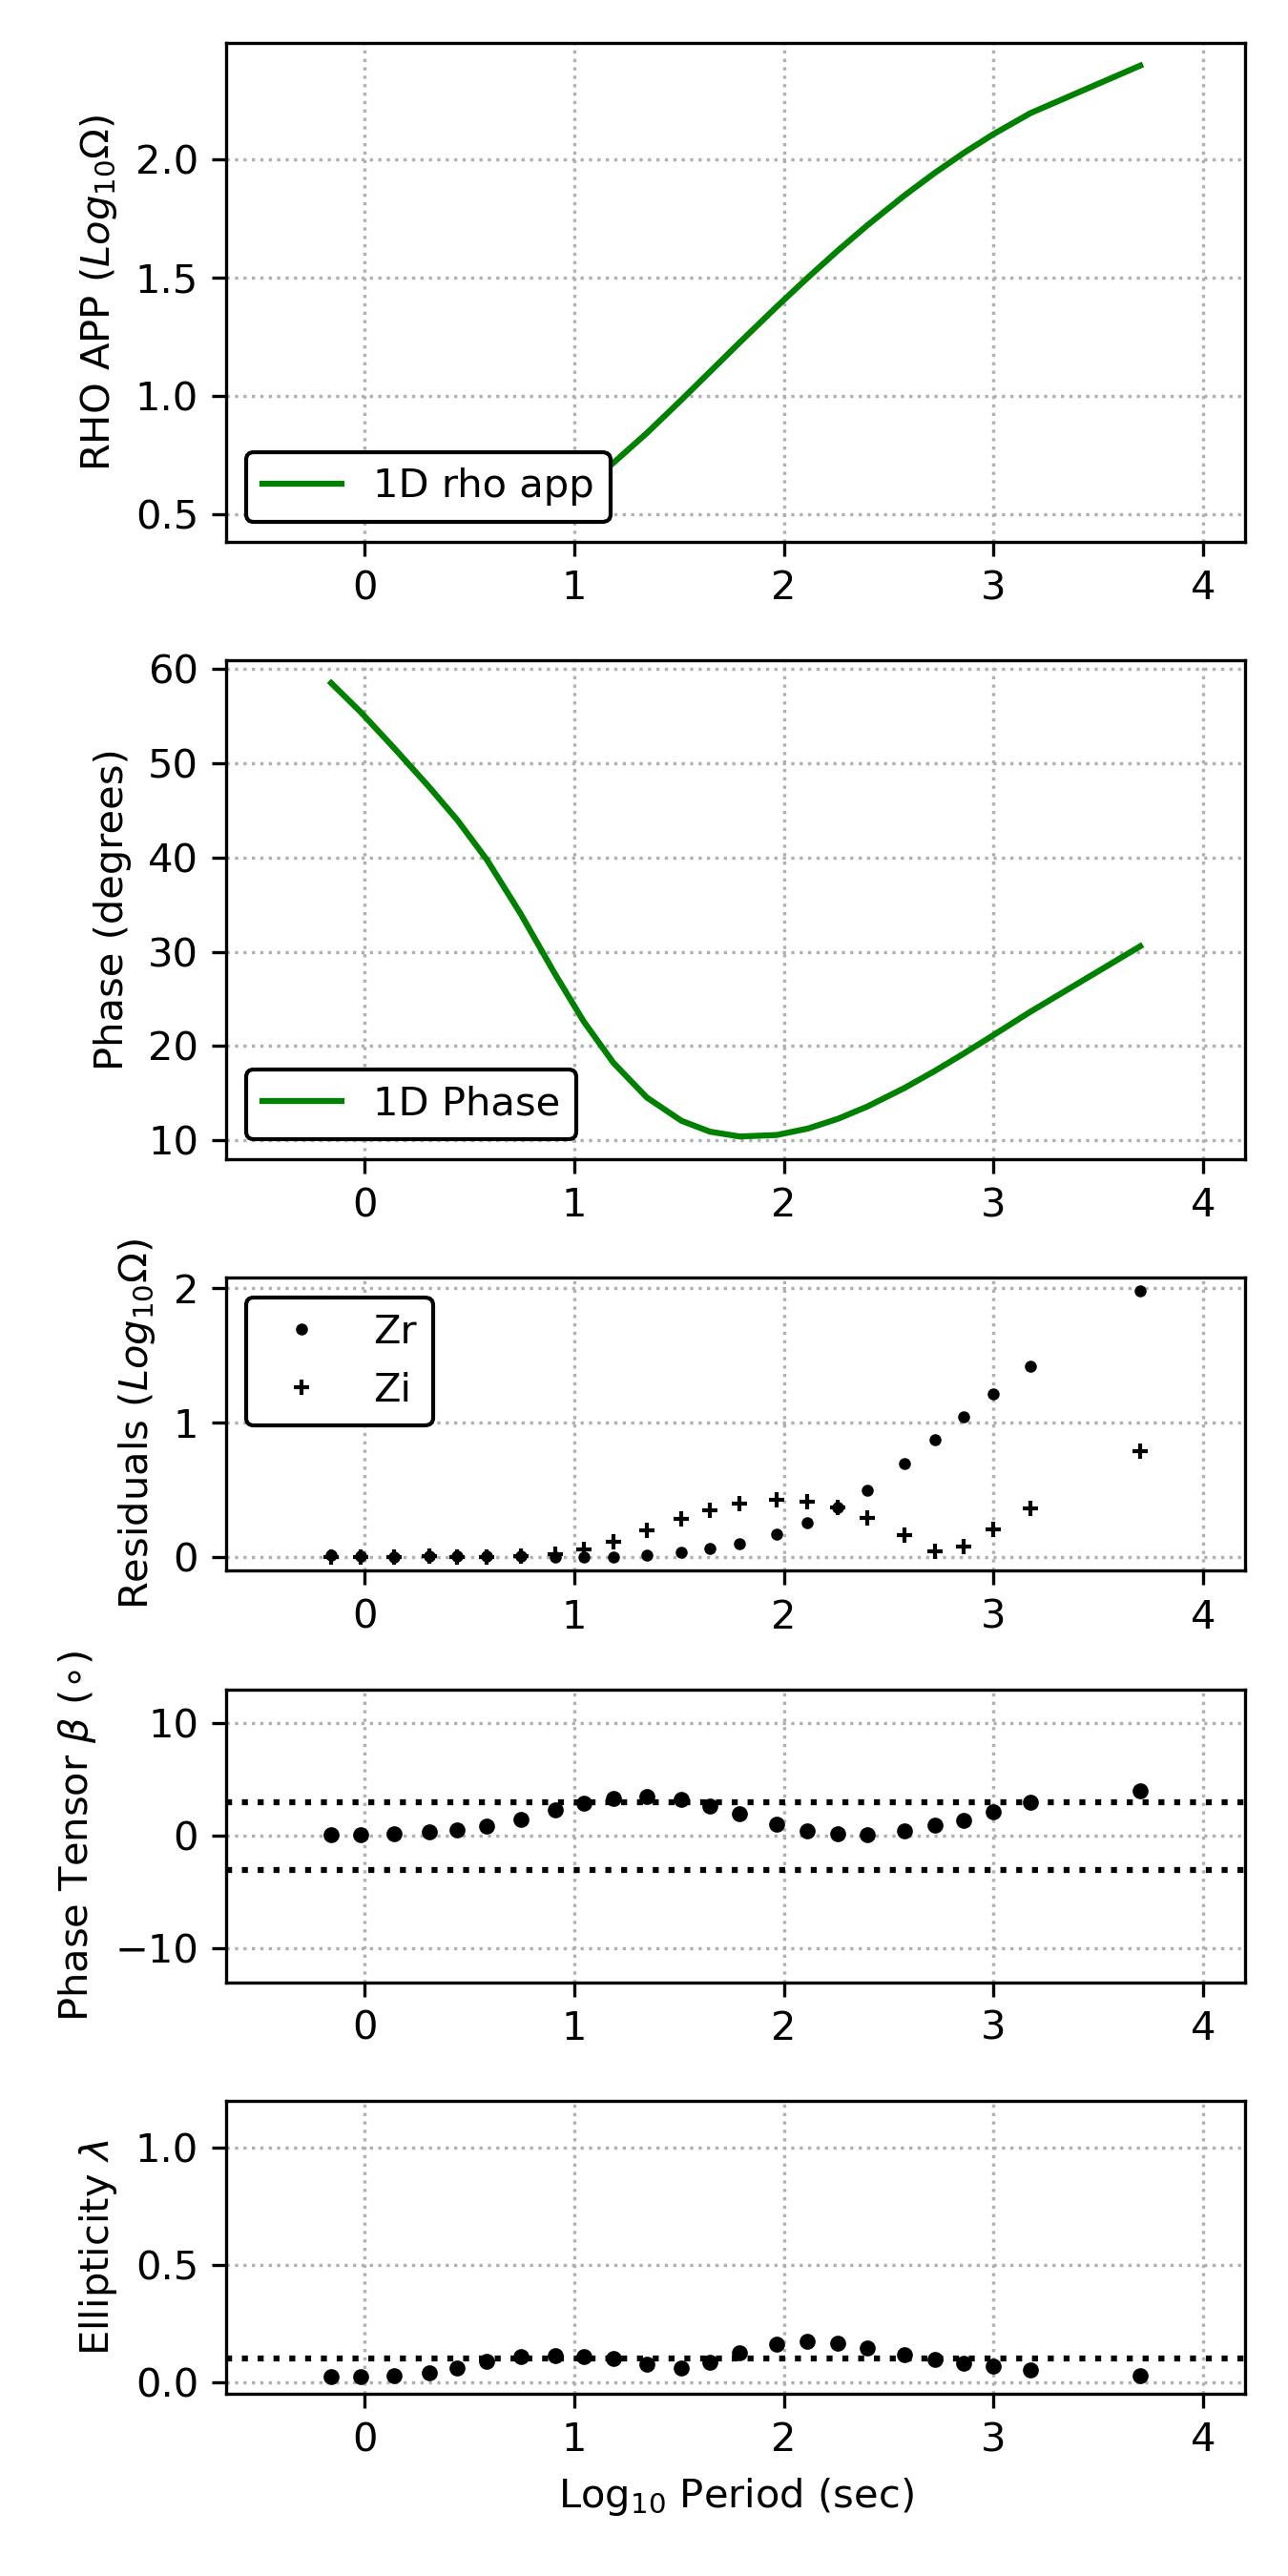 RHO APP (Log₁₀Ω)
2.0
1.5
1.0
0.5
1D rho app
0 1 2 3 4
Phase (degrees)
60
50
40
30
20
10
1D Phase
0 1 2 3 4
Residuals (Log₁₀Ω)
2
1
0
Zr
Zi
0 1 2 3 4
Phase Tensor β (∘)
10
0
−10
0 1 2 3 4
Ellipticity λ
1.0
0.5
0.0
0 1 2 3 4
Log₁₀ Period (sec)